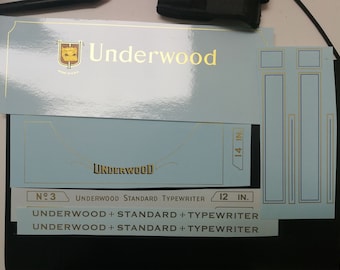 Underwood
UNDERWOOD
14 IN.
Nº 3 UNDERWOOD STANDARD TYPEWRITER 12 IN.
UNDERWOOD + STANDARD + TYPEWRITER
UNDERWOOD + STANDARD + TYPEWRITER